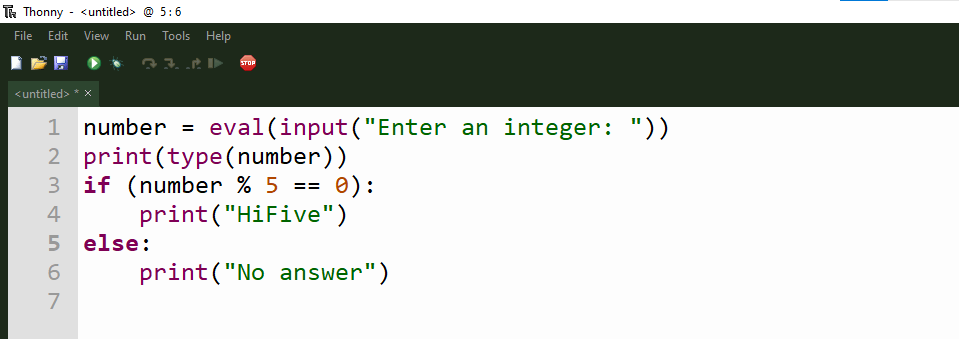 Thonny - <untitled> @ 5:6
File Edit View Run Tools Help
STOP
<untitled> * ×
1 number = eval(input("Enter an integer: "))
2 print(type(number))
3 if (number % 5 == 0):
4     print("HiFive")
5 else:
6     print("No answer")
7